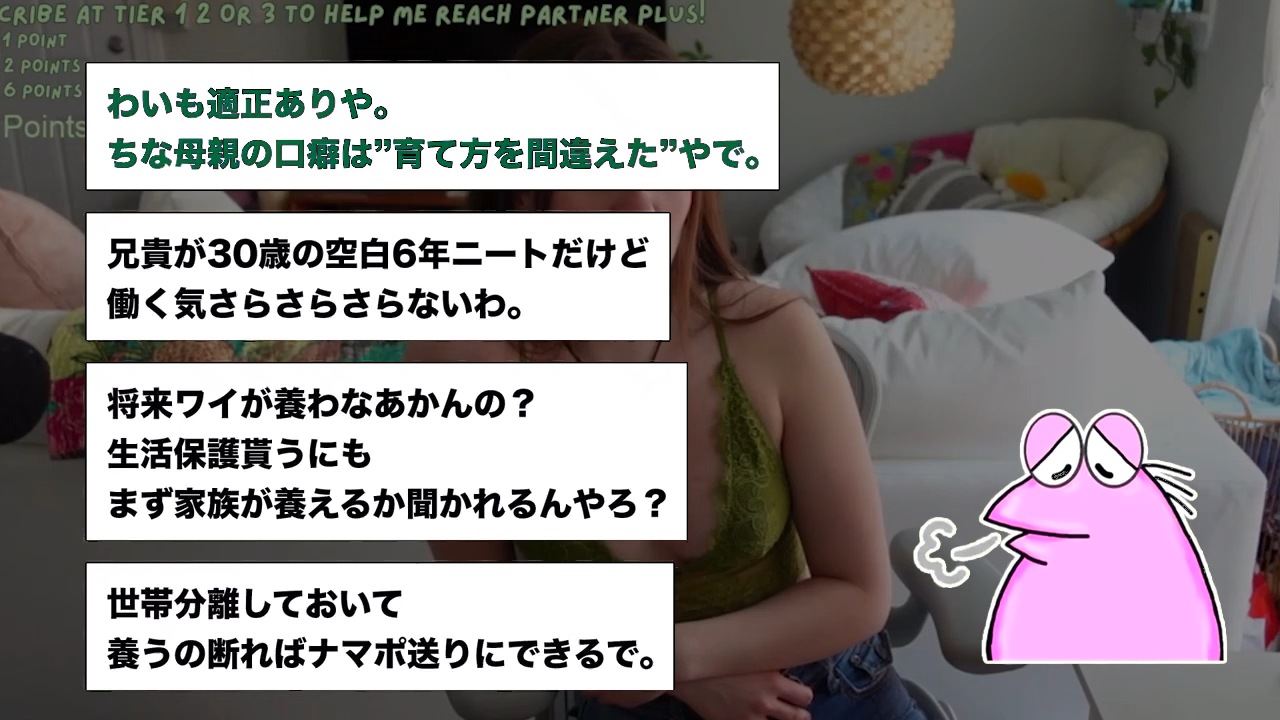 CRIBE AT TIER 1 2 OR 3 TO HELP ME REACH PARTNER PLUS!
1 POINT
2 POINTS
6 POINTS
Points
わいも適正ありや。
ちな母親の口癖は”育て方を間違えた”やで。
兄貴が30歳の空白6年ニートだけど
働く気さらさらさらないわ。
将来ワイが養わなあかんの？
生活保護貰うにも
まず家族が養えるか聞かれるんやろ？
世帯分離しておいて
養うの断ればナマポ送りにできるで。